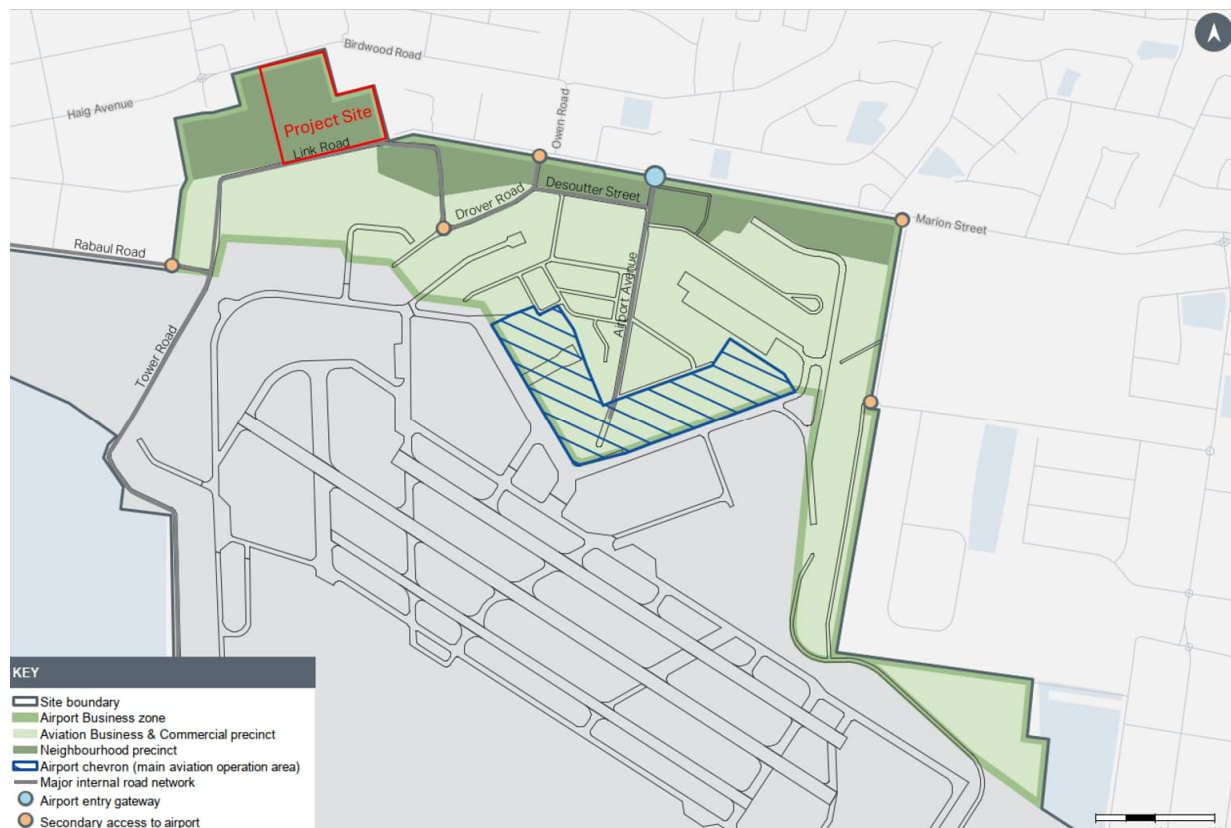 Birdwood Road
Haig Avenue
Project Site
Link Road
Owen Road
Desoutter Street
Drover Road
Marion Street
Rabaul Road
Airport Avenue
Tower Road
KEY
Site boundary
Airport Business zone
Aviation Business & Commercial precinct
Neighbourhood precinct
Airport chevron (main aviation operation area)
Major internal road network
Airport entry gateway
Secondary access to airport